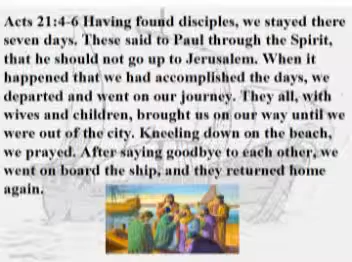 Acts 21:4-6 Having found disciples, we stayed there
seven days. These said to Paul through the Spirit,
that he should not go up to Jerusalem. When it
happened that we had accomplished the days, we
departed and went on our journey. They all, with
wives and children, brought us on our way until we
were out of the city. Kneeling down on the beach,
we prayed. After saying goodbye to each other, we
went on board the ship, and they returned home
again.